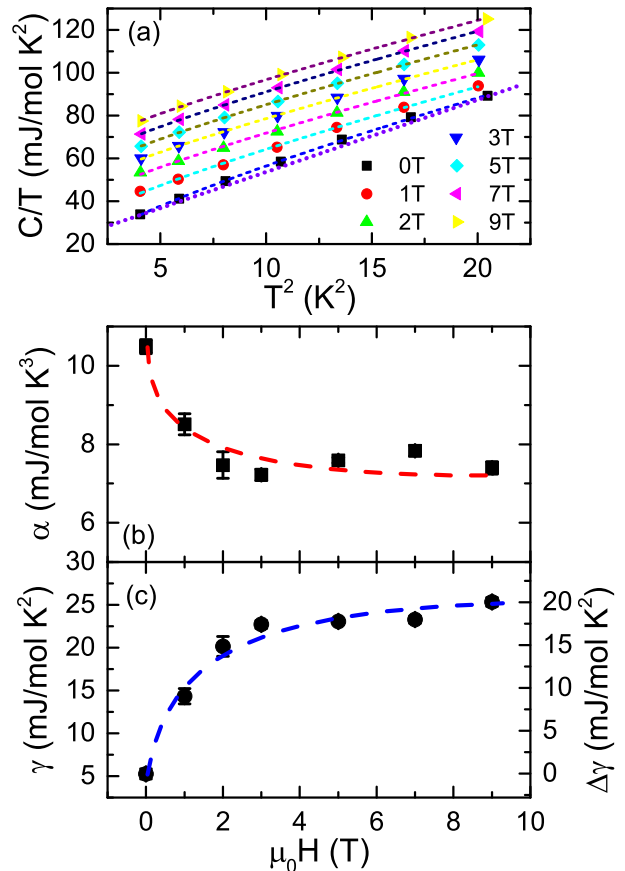 (a)
120
100
80
60
40
20
C/T (mJ/mol K²)
0T
1T
2T
3T
5T
7T
9T
5
10
15
20
T² (K²)
10
8
6
α (mJ/mol K³)
(b)
30
25
20
15
10
5
γ (mJ/mol K²)
(c)
20
15
10
5
0
Δγ (mJ/mol K²)
0
2
4
6
8
10
μ₀H (T)